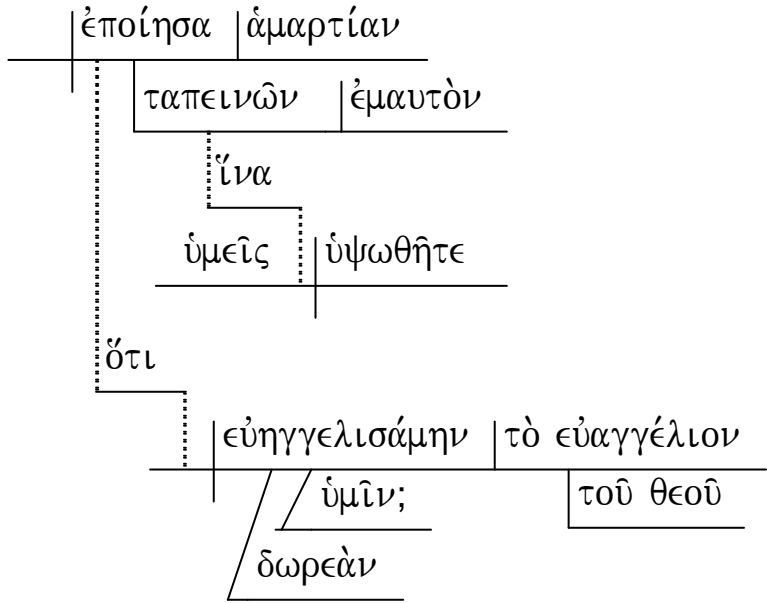 ἐποίησα ἁμαρτίαν
ταπεινῶν ἐμαυτὸν
ἵνα
ὑμεῖς ὑψωθῆτε
ὅτι
εὐηγγελισάμην τὸ εὐαγγέλιον
ὑμῖν; τοῦ θεοῦ
δωρεὰν